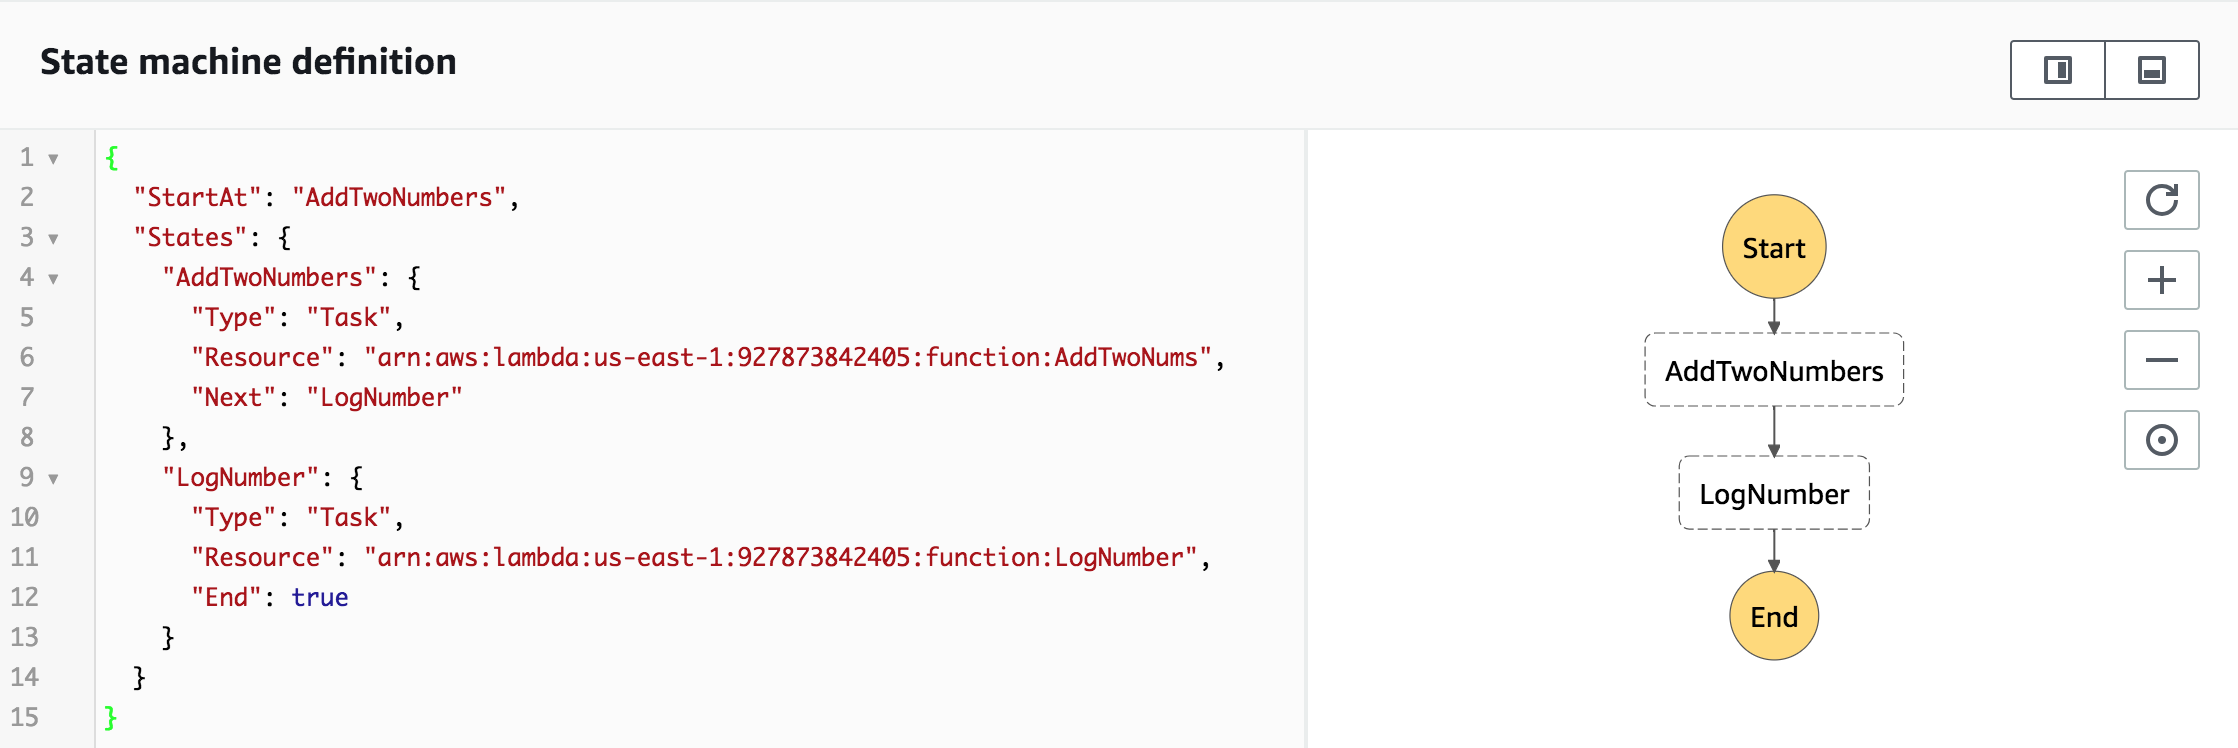 State machine definition
1 {
2 "StartAt": "AddTwoNumbers",
3 "States": {
4 "AddTwoNumbers": {
5 "Type": "Task",
6 "Resource": "arn:aws:lambda:us-east-1:927873842405:function:AddTwoNums",
7 "Next": "LogNumber"
8 },
9 "LogNumber": {
10 "Type": "Task",
11 "Resource": "arn:aws:lambda:us-east-1:927873842405:function:LogNumber",
12 "End": true
13 }
14 }
15 }
Start
AddTwoNumbers
LogNumber
End